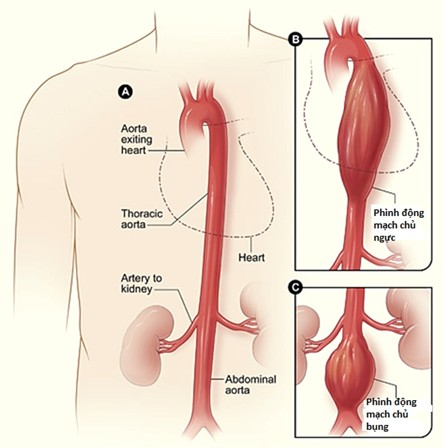 A
Aorta
exiting
heart
Thoracic
aorta
Heart
Artery to
kidney
Abdominal
aorta
B
Phình động
mạch chủ
ngực
C
Phình động
mạch chủ
bụng